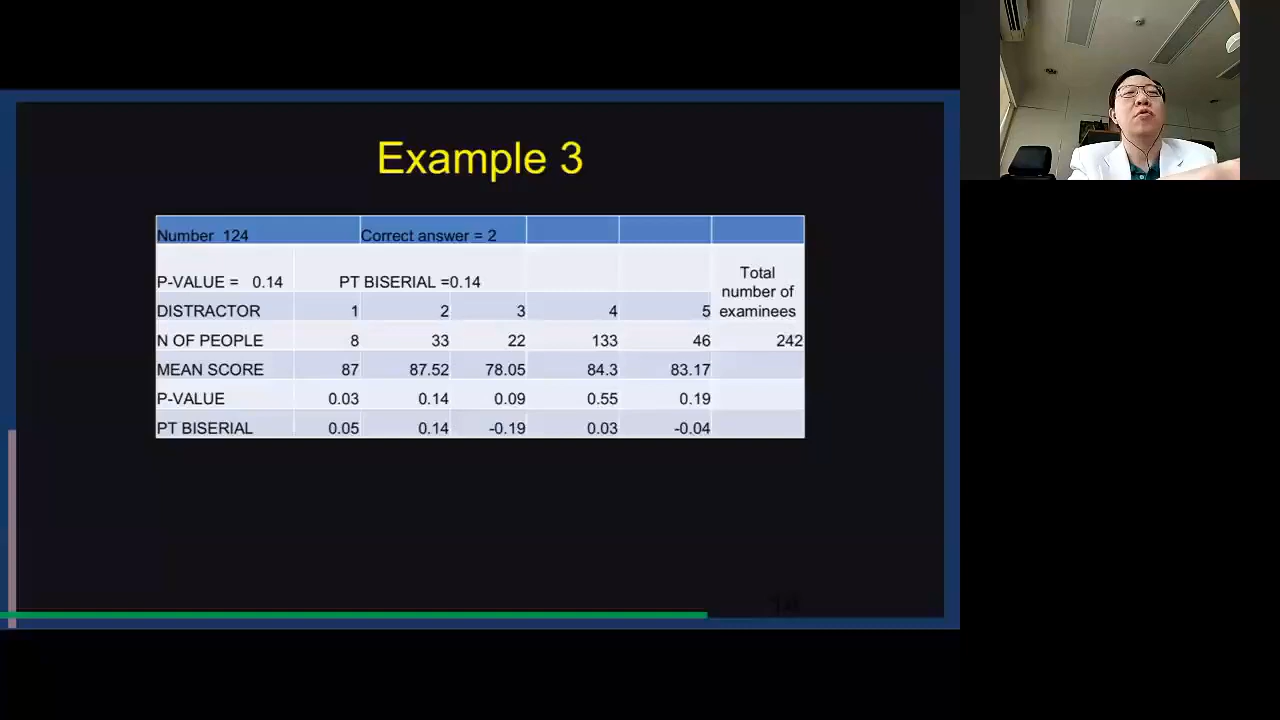 Example 3
Number 124 Correct answer = 2
P-VALUE = 0.14 PT BISERIAL =0.14 Total number of examinees
DISTRACTOR 1 2 3 4 5
N OF PEOPLE 8 33 22 133 46 242
MEAN SCORE 87 87.52 78.05 84.3 83.17
P-VALUE 0.03 0.14 0.09 0.55 0.19
PT BISERIAL 0.05 0.14 -0.19 0.03 -0.04
14